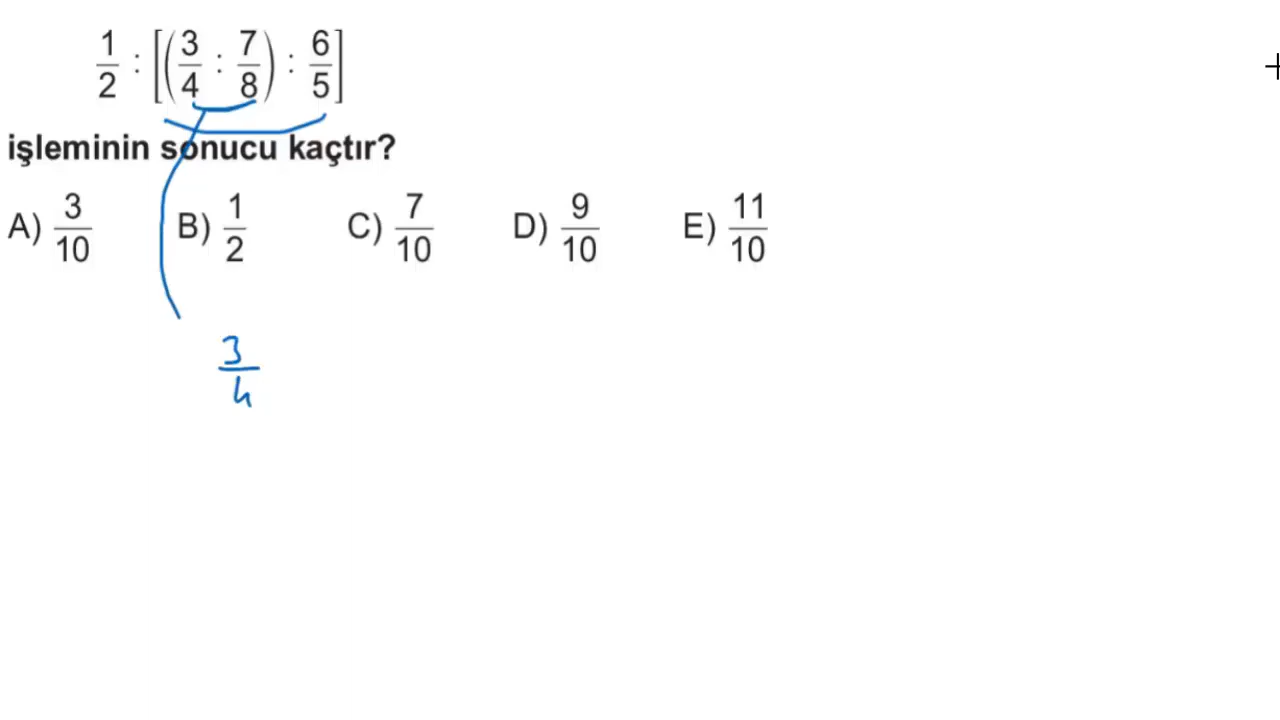 1/2 : [(3/4 : 7/8) : 6/5]
işleminin sonucu kaçtır?
A) 3/10 B) 1/2 C) 7/10 D) 9/10 E) 11/10
3/4